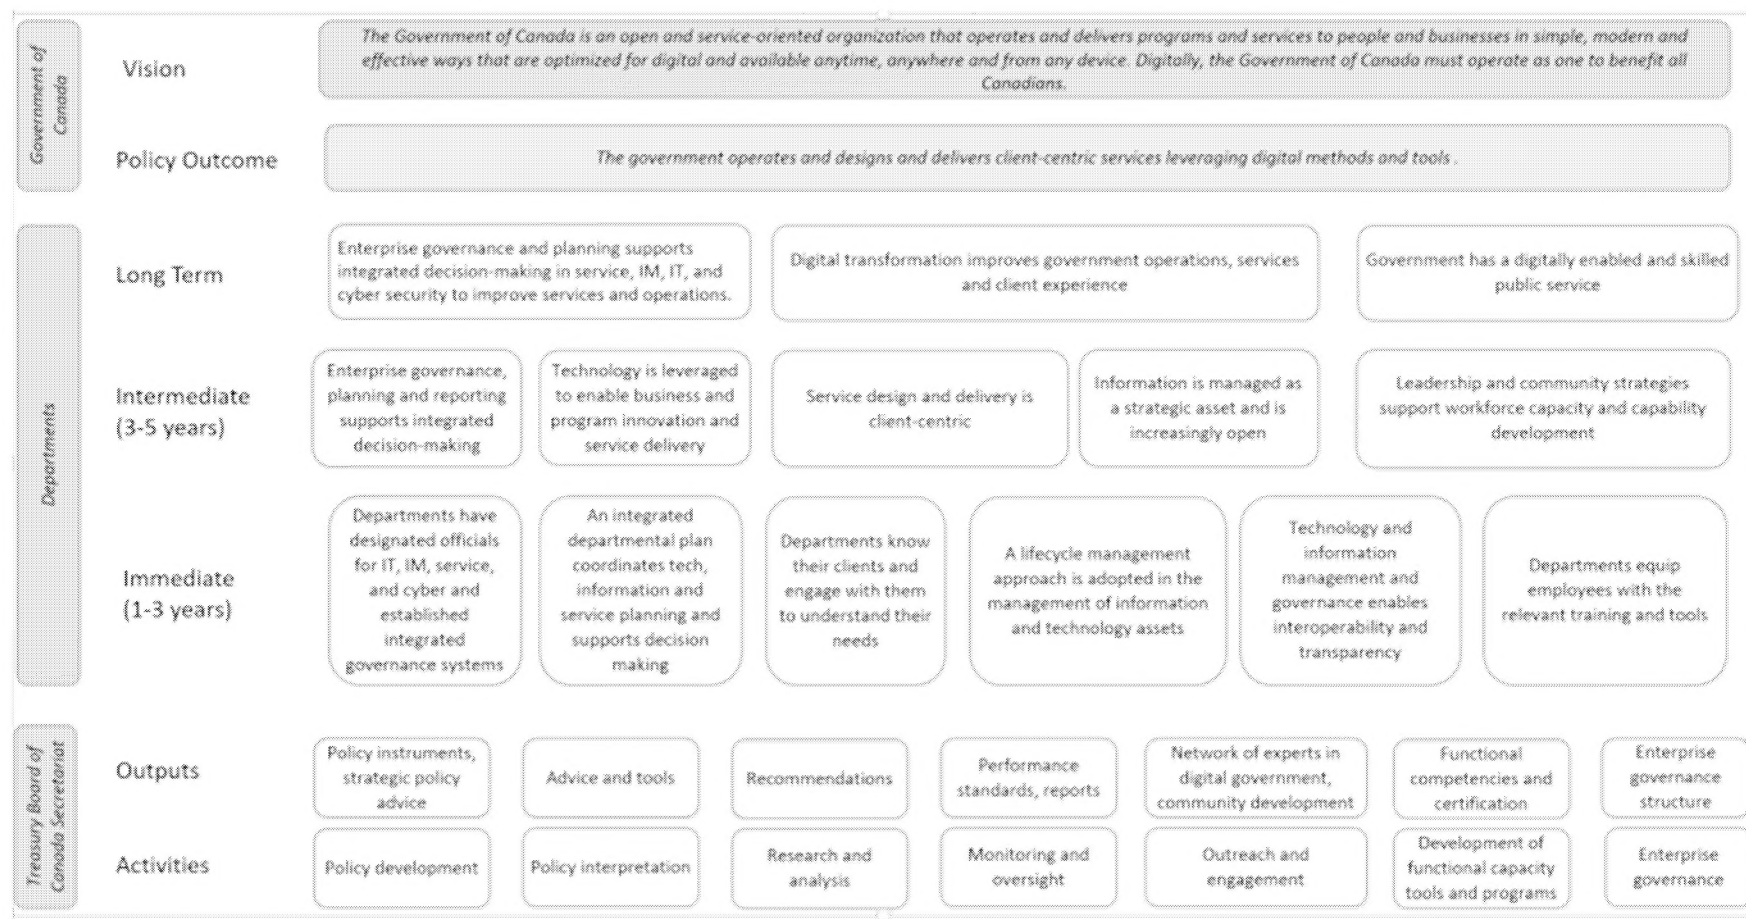 Government of
Canada
Vision
The Government of Canada is an open and service-oriented organization that operates and delivers programs and services to people and businesses in simple, modern and
effective ways that are optimized for digital and available anytime, anywhere and from any device. Digitally, the Government of Canada must operate as one to benefit all
Canadians.
Policy Outcome
The government operates and designs and delivers client-centric services leveraging digital methods and tools .
Departments
Long Term
Enterprise governance and planning supports
integrated decision-making in service, IM, IT, and
cyber security to improve services and operations.
Digital transformation improves government operations, services
and client experience
Government has a digitally enabled and skilled
public service
Intermediate
(3-5 years)
Enterprise governance,
planning and reporting
supports integrated
decision-making
Technology is leveraged
to enable business and
program innovation and
service delivery
Service design and delivery is
client-centric
Information is managed as
a strategic asset and is
increasingly open
Leadership and community strategies
support workforce capacity and capability
development
Immediate
(1-3 years)
Departments have
designated officials
for IT, IM, service,
and cyber and
established
integrated
governance systems
An integrated
departmental plan
coordinates tech,
information and
service planning and
supports decision
making
Departments know
their clients and
engage with them
to understand their
needs
A lifecycle management
approach is adopted in the
management of information
and technology assets
Technology and
information
management and
governance enables
interoperability and
transparency
Departments equip
employees with the
relevant training and tools
Treasury Board of
Canada Secretariat
Outputs
Policy instruments,
strategic policy
advice
Advice and tools
Recommendations
Performance
standards, reports
Network of experts in
digital government,
community development
Functional
competencies and
certification
Enterprise
governance
structure
Activities
Policy development
Policy interpretation
Research and
analysis
Monitoring and
oversight
Outreach and
engagement
Development of
functional capacity
tools and programs
Enterprise
governance